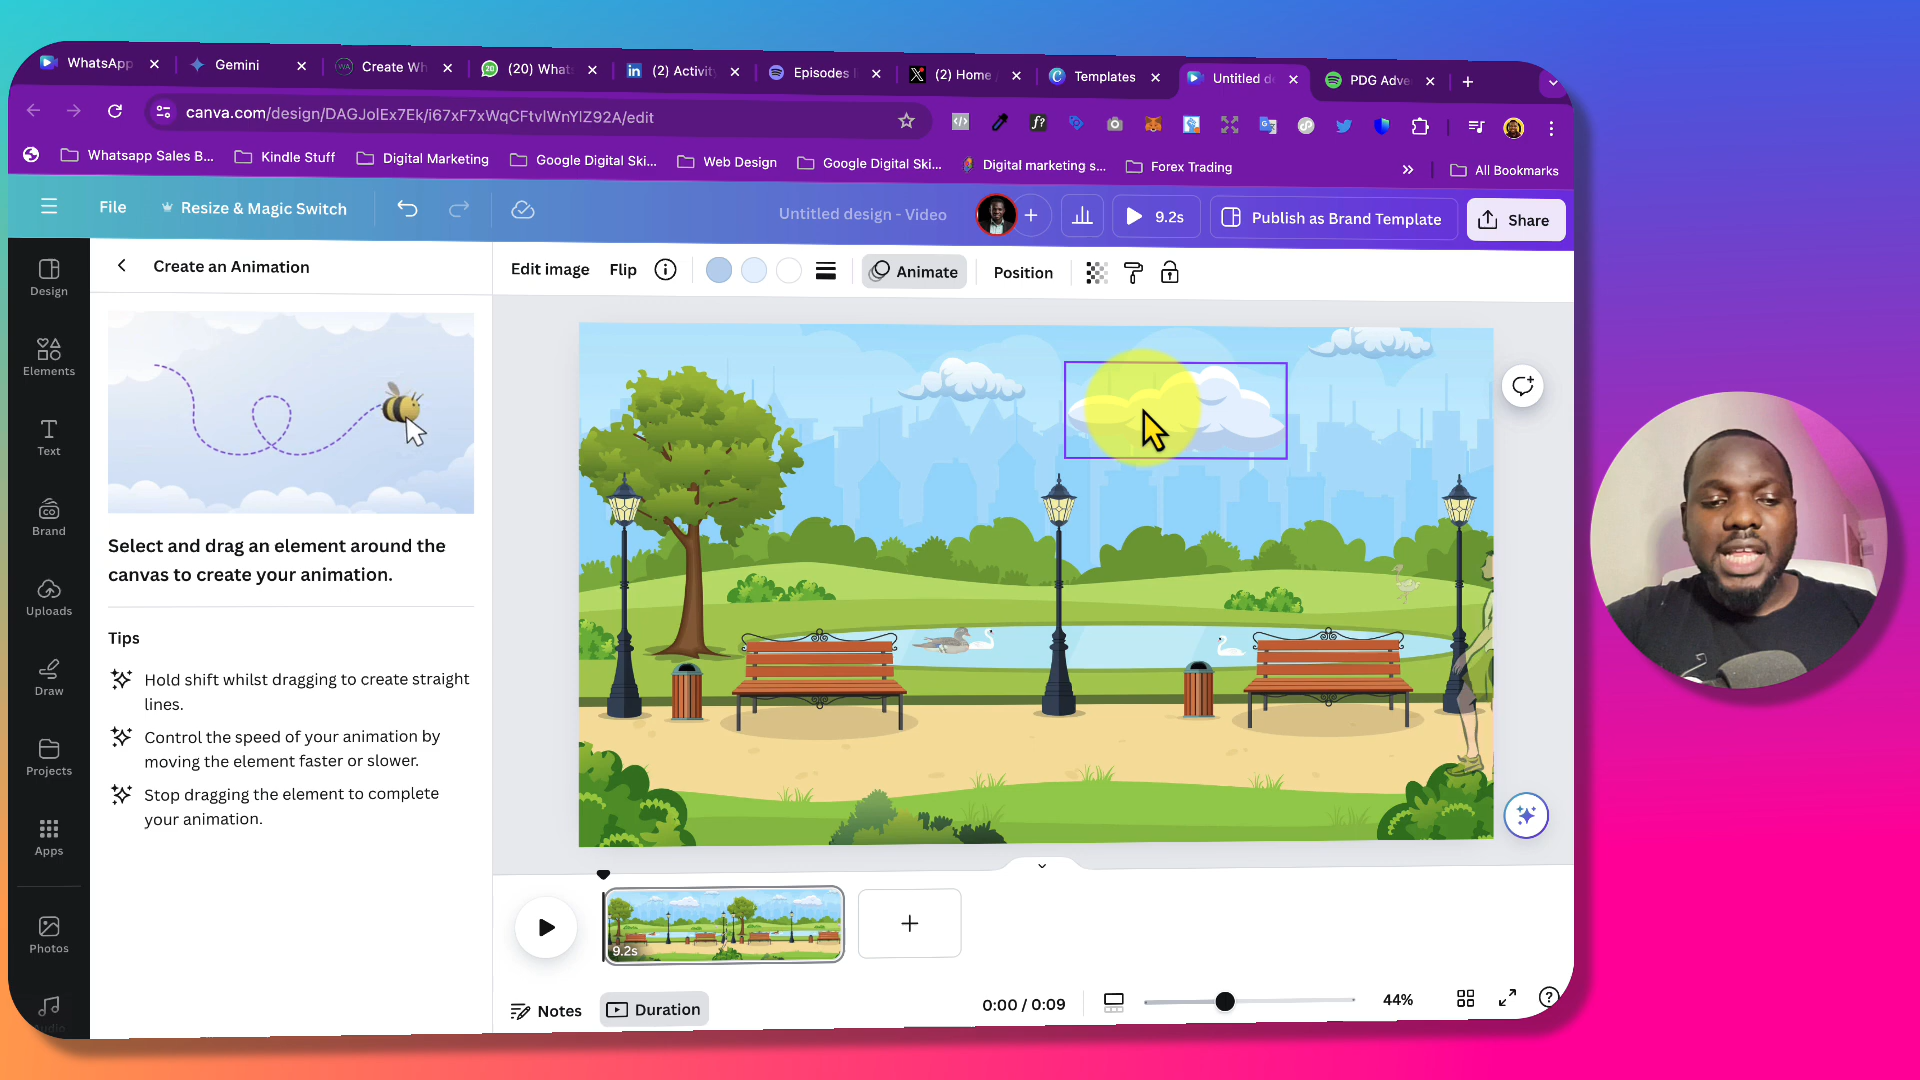 WhatsApp
Gemini
Create Wh
(20) Whats
(2) Activity
Episodes
(2) Home
Templates
Untitled d
PDG Adve
canva.com/design/DAGJolEx7Ek/i67xF7xWqCFtvIWnYIZ92A/edit
Whatsapp Sales B...
Kindle Stuff
Digital Marketing
Google Digital Ski...
Web Design
Google Digital Ski...
Digital marketing s...
Forex Trading
All Bookmarks
File
Resize & Magic Switch
Untitled design - Video
9.2s
Publish as Brand Template
Share
Design
Elements
Text
Brand
Uploads
Draw
Projects
Apps
Photos
Audio
Create an Animation
Select and drag an element around the
canvas to create your animation.
Tips
Hold shift whilst dragging to create straight
lines.
Control the speed of your animation by
moving the element faster or slower.
Stop dragging the element to complete
your animation.
Edit image
Flip
Animate
Position
9.2s
Notes
Duration
0:00 / 0:09
44%